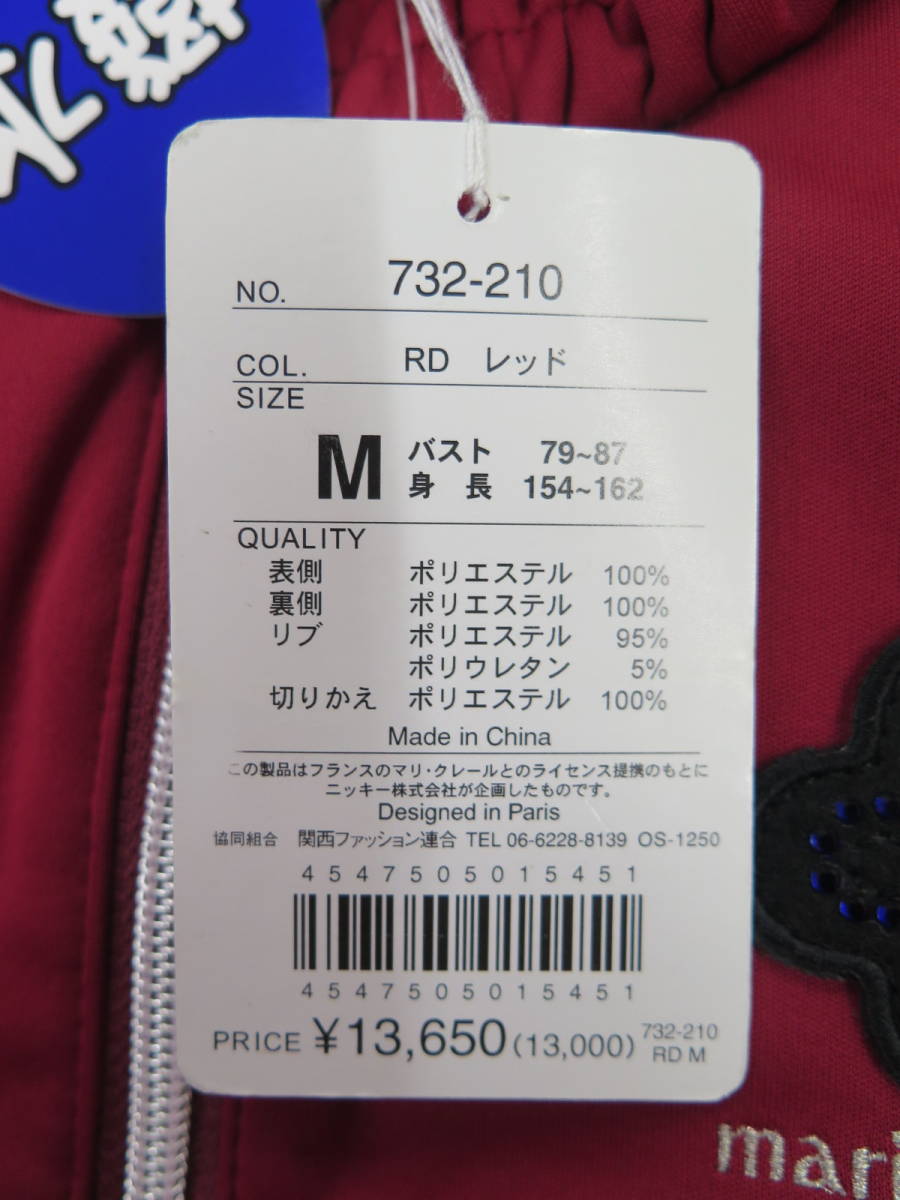 撥水
NO. 732-210
COL. RD レッド
SIZE
M バスト 79~87
身長 154~162
QUALITY
表側 ポリエステル 100%
裏側 ポリエステル 100%
リブ ポリエステル 95%
ポリウレタン 5%
切りかえ ポリエステル 100%
Made in China
この製品はフランスのマリ・クレールとのライセンス提携のもとに
ニッキー株式会社が企画したものです。
Designed in Paris
協同組合 関西ファッション連合 TEL 06-6228-8139 OS-1250
4547505015451
4547505015451
PRICE ¥13,650(13,000) 732-210
RD M
mari